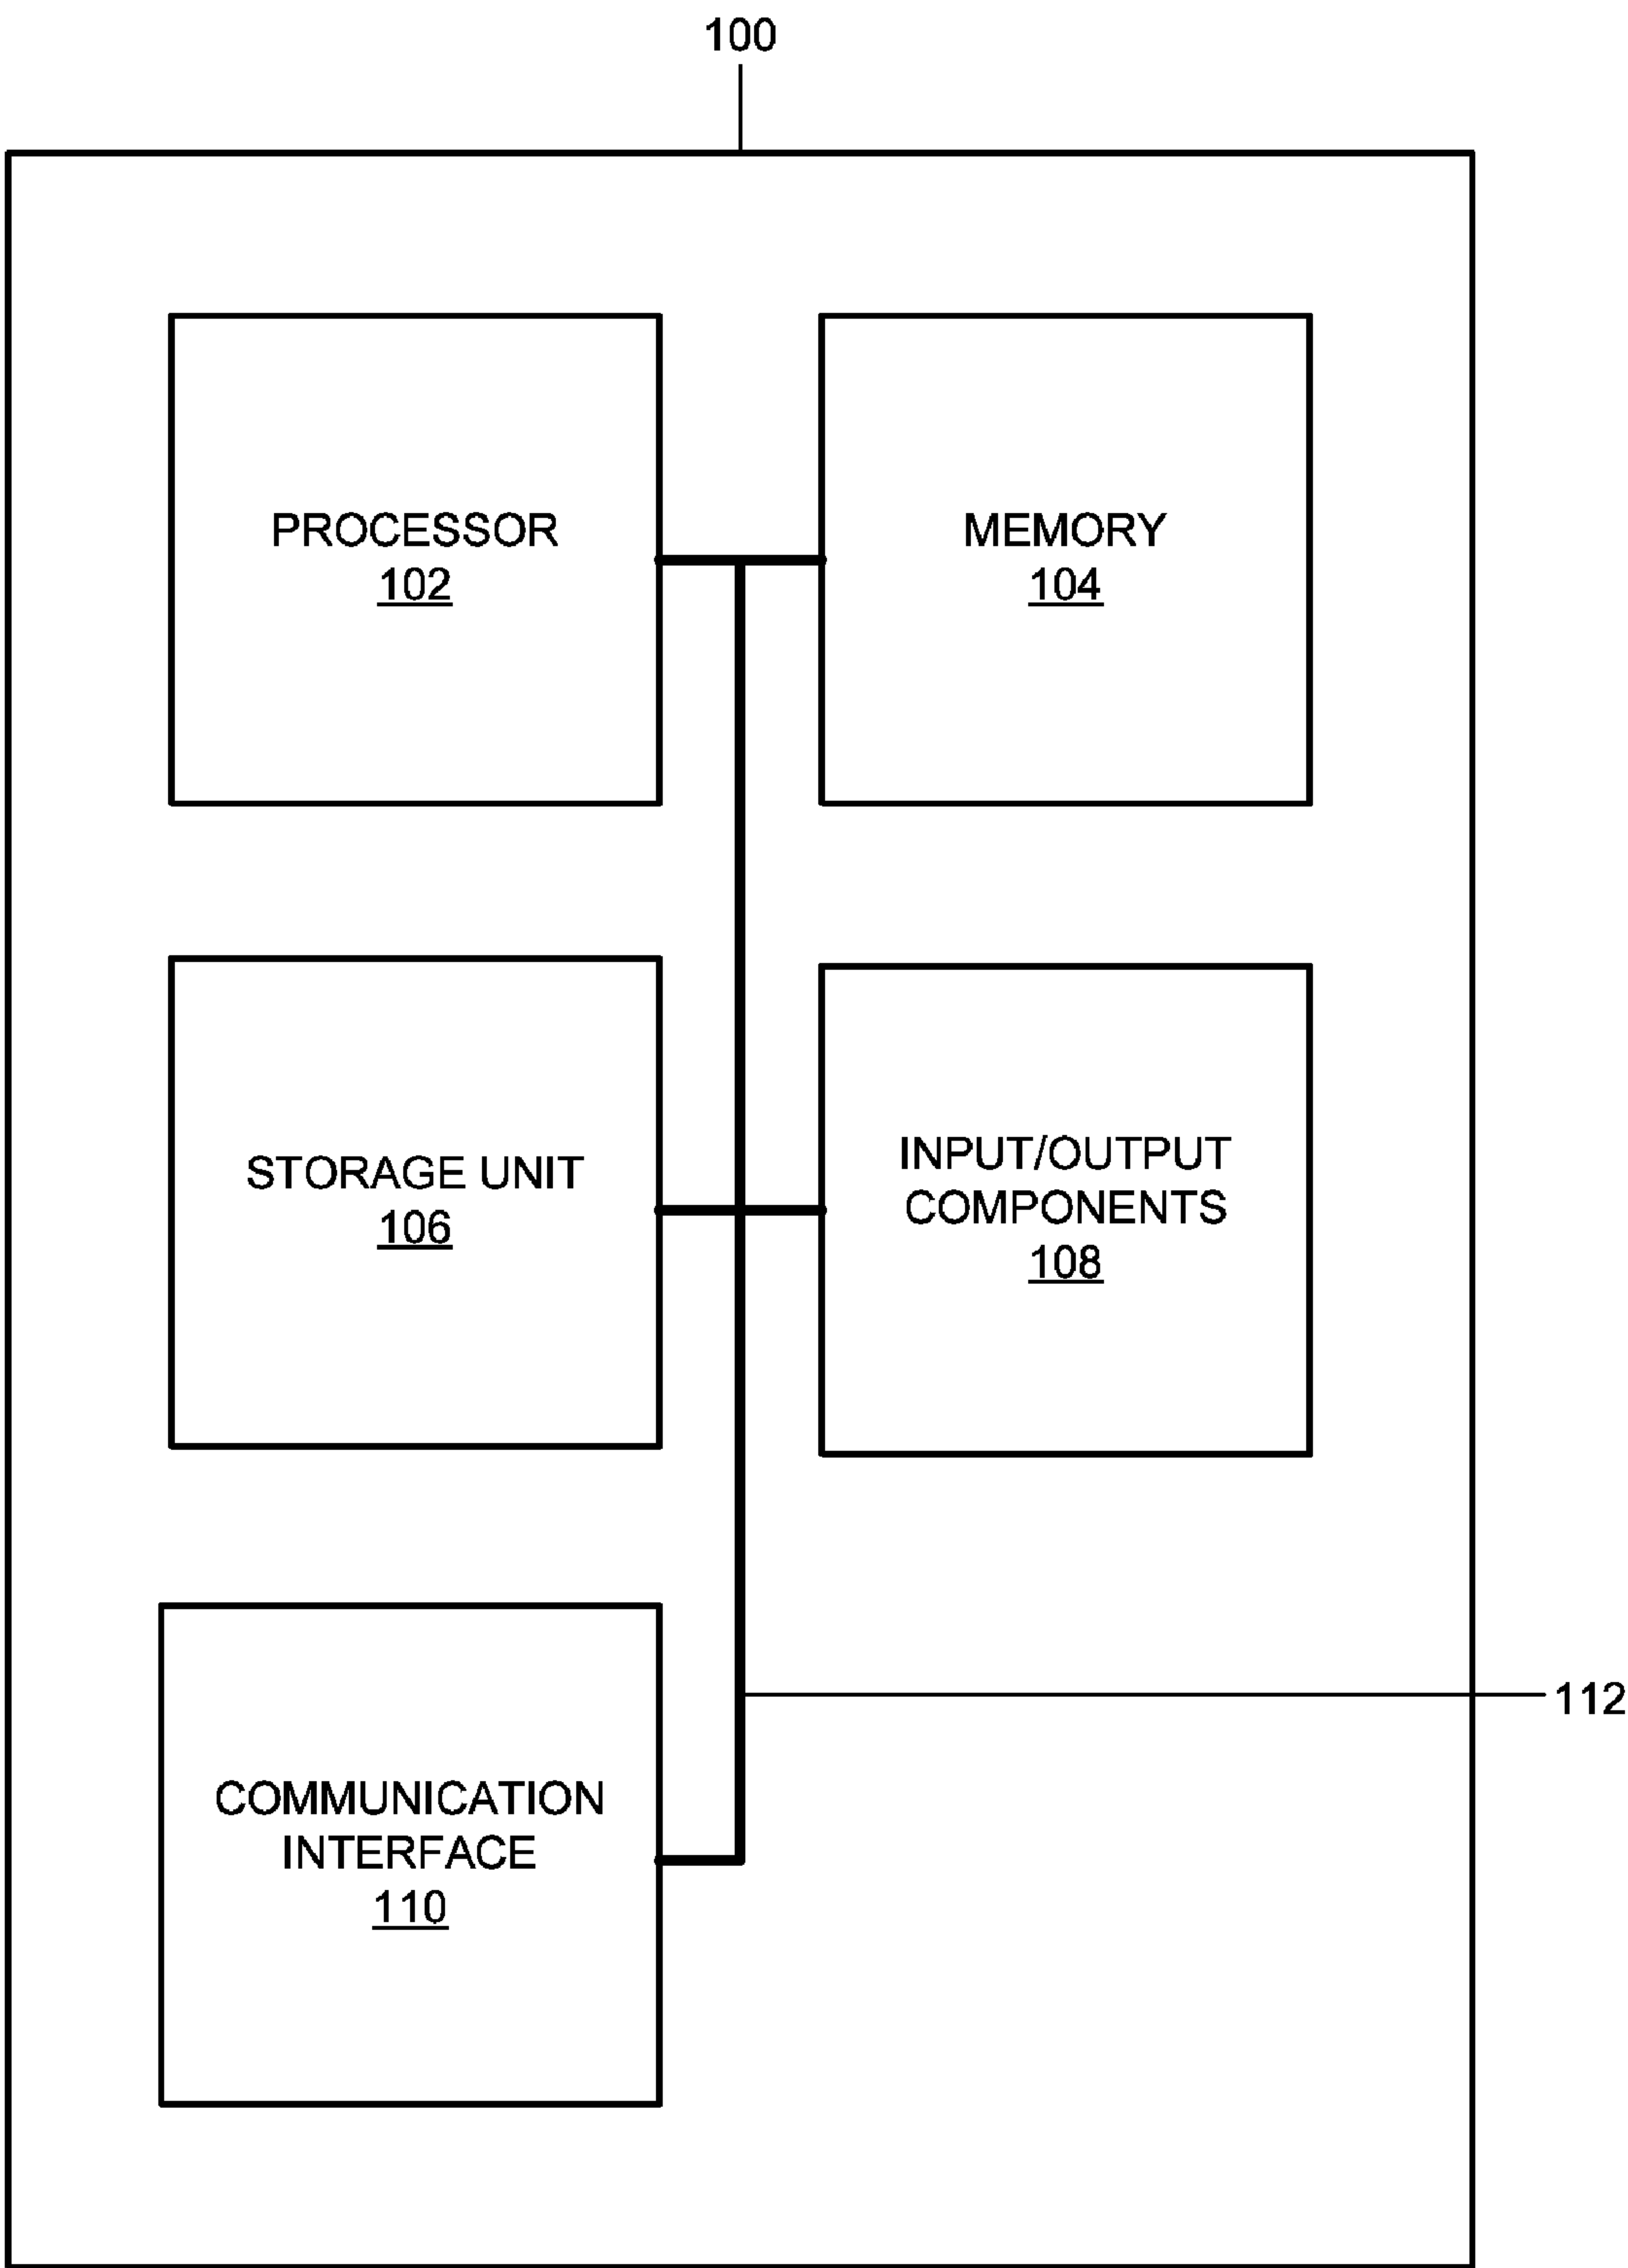 100
PROCESSOR
102
MEMORY
104
STORAGE UNIT
106
INPUT/OUTPUT
COMPONENTS
108
COMMUNICATION
INTERFACE
110
112